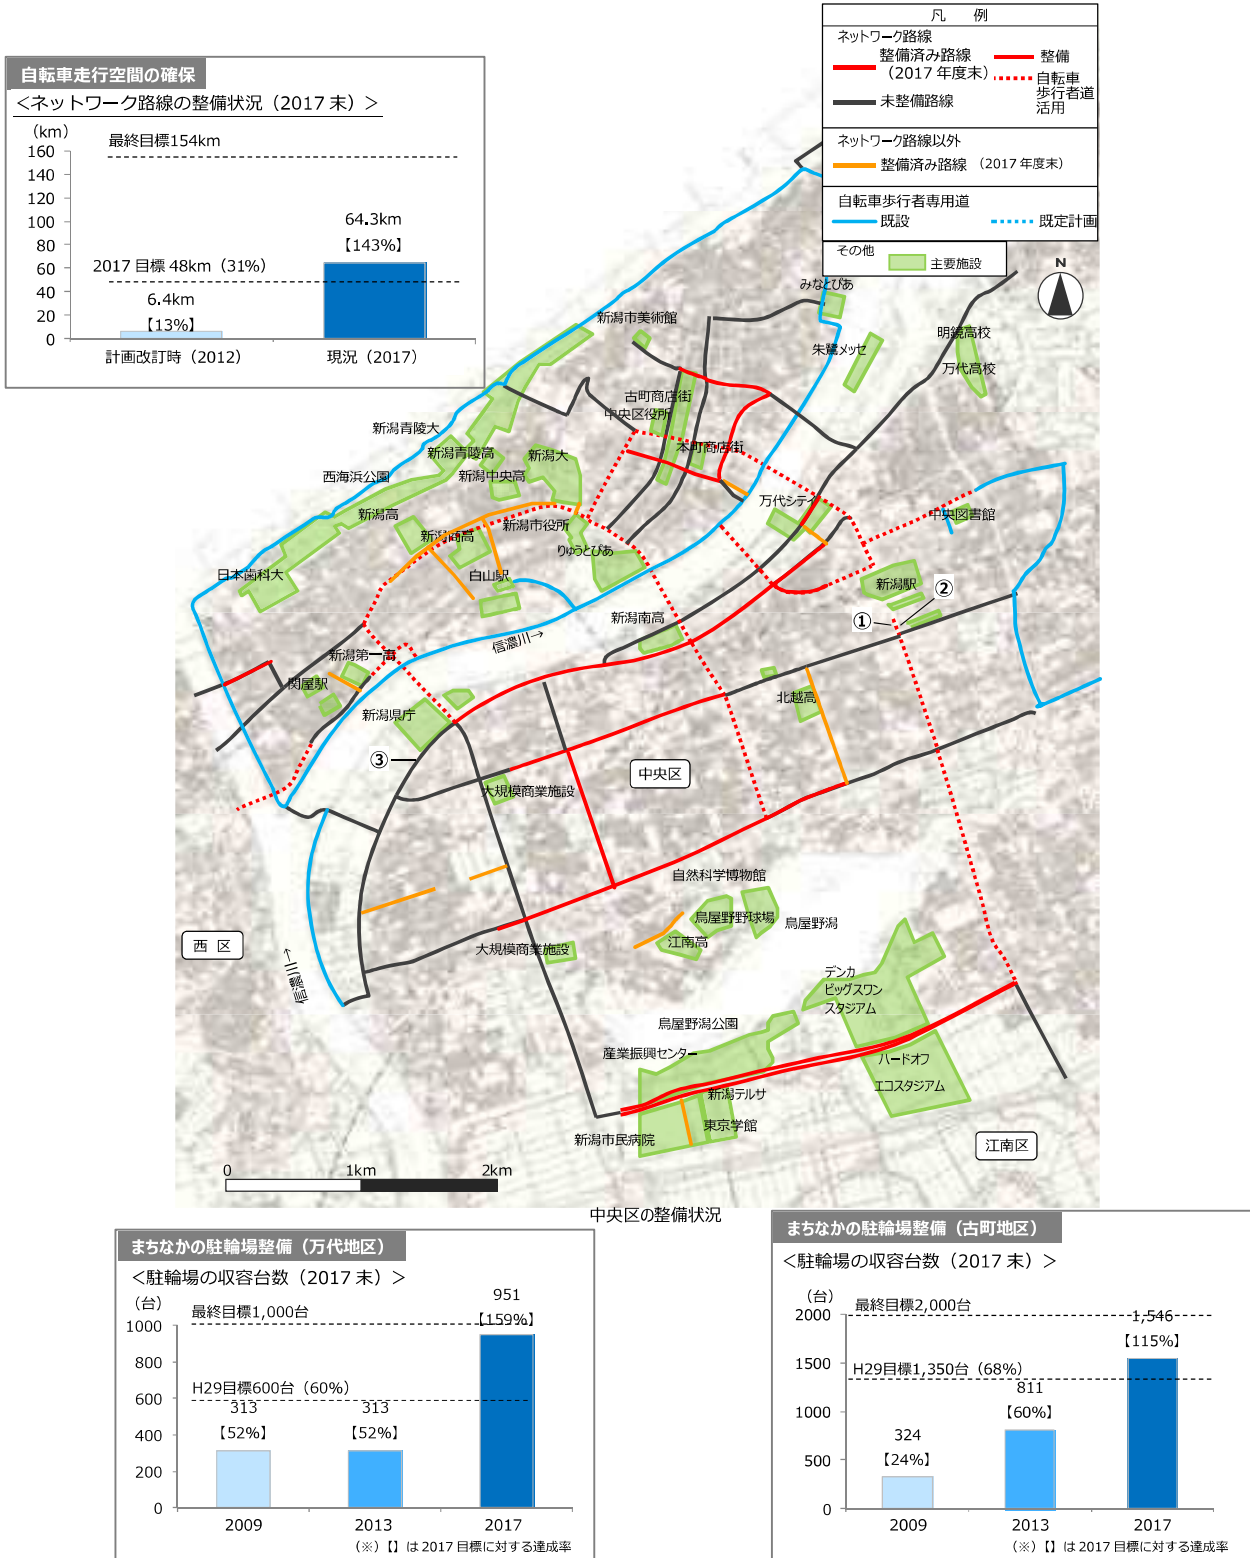 凡 例
ネットワーク路線
整備済み路線
(2017 年度末)
整備
自転車
歩行者道
活用
未整備路線
ネットワーク路線以外
整備済み路線 (2017 年度末)
自転車歩行者専用道
既設
既定計画
その他
主要施設
自転車走行空間の確保
<ネットワーク路線の整備状況（2017 末）>
(km)
最終目標154km
160
140
120
100
80
60
40
20
0
64.3km
【143%】
2017 目標 48km（31%）
6.4km
【13%】
計画改訂時（2012）
現況（2017）
N
みなとぴあ
新潟市美術館
朱鷺メッセ
明鏡高校
万代高校
古町商店街
中央区役所
新潟青陵大
本町商店街
新潟青陵高
新潟大
西海浜公園
新潟中央高
万代シテイ
新潟高
新潟市役所
中央図書館
新潟商高
りゅうとぴあ
日本歯科大
白山駅
新潟駅
②
①
新潟南高
信濃川→
新潟第一高
関屋駅
北越高
新潟県庁
③
中央区
大規模商業施設
自然科学博物館
鳥屋野野球場
鳥屋野潟
西 区
江南高
大規模商業施設
信濃川→
デンカ
ビッグスワン
スタジアム
鳥屋野潟公園
産業振興センター
ハードオフ
エコスタジアム
新潟テルサ
東京学館
新潟市民病院
江南区
0
1km
2km
中央区の整備状況
まちなかの駐輪場整備（万代地区）
<駐輪場の収容台数（2017 末）>
(台)
最終目標1,000台
951
【159%】
1000
800
600
400
200
0
H29目標600台（60%）
313
【52%】
313
【52%】
2009
2013
2017
(※)【】は 2017 目標に対する達成率
まちなかの駐輪場整備（古町地区）
<駐輪場の収容台数（2017 末）>
(台)
最終目標2,000台
2000
1500
1000
500
0
1,546
【115%】
H29目標1,350台（68%）
811
【60%】
324
【24%】
2009
2013
2017
(※)【】は 2017 目標に対する達成率